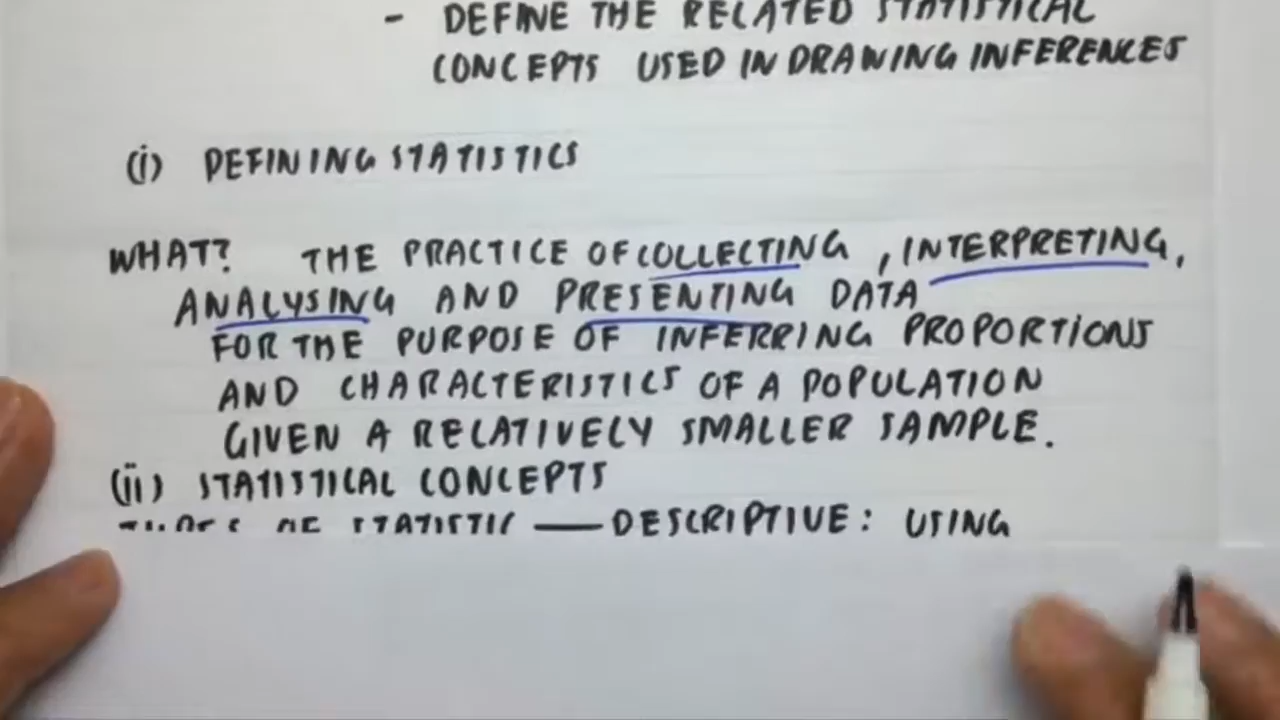 - DEFINE THE RELATED STATISTICAL
CONCEPTS USED IN DRAWING INFERENCES
(i) DEFINING STATISTICS
WHAT? THE PRACTICE OF COLLECTING, INTERPRETING,
ANALYSING AND PRESENTING DATA
FOR THE PURPOSE OF INFERRING PROPORTIONS
AND CHARACTERISTICS OF A POPULATION
GIVEN A RELATIVELY SMALLER SAMPLE.
(ii) STATISTICAL CONCEPTS
OF STATISTIC — DESCRIPTIVE: USING